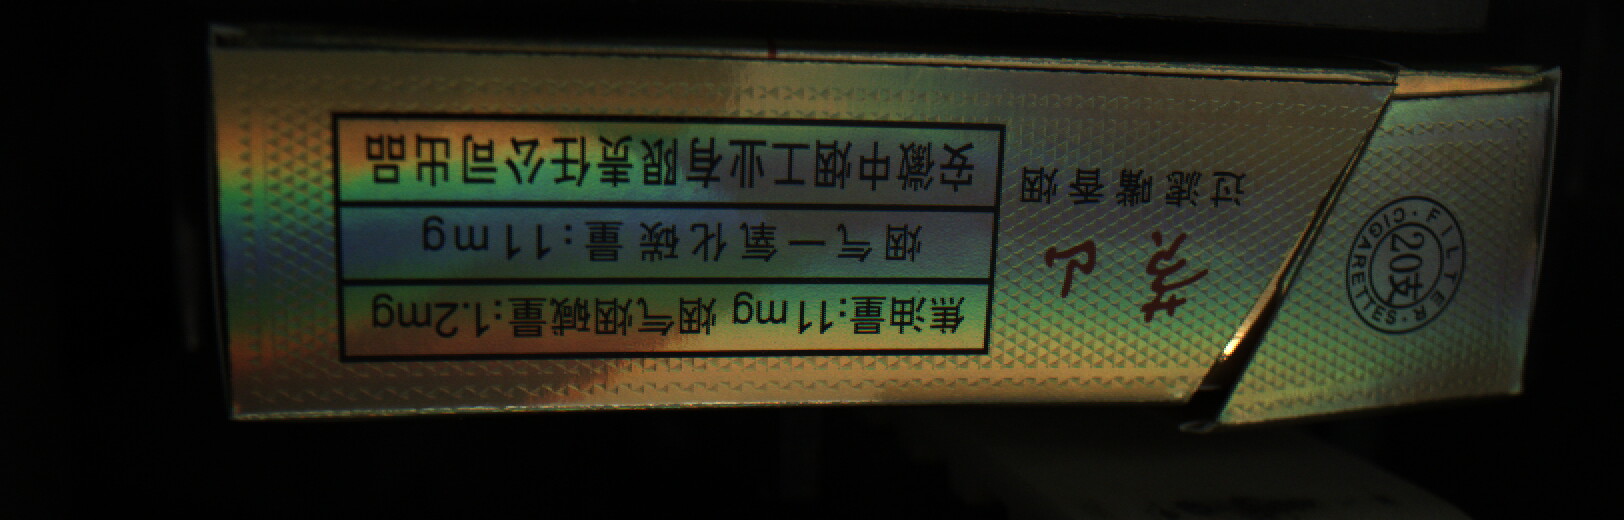 FILTER·CIGARETTES·
20支
黄山
过滤嘴香烟
焦油量:11mg 烟气烟碱量:1.2mg
烟气一氧化碳量:11mg
安徽中烟工业有限责任公司出品